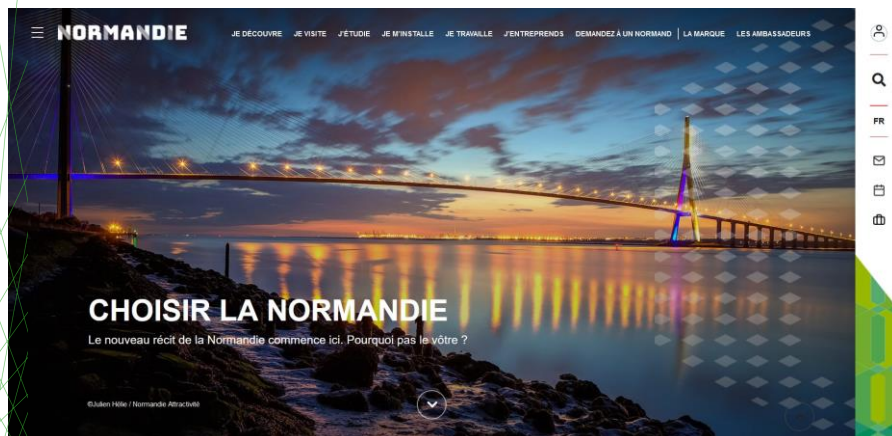 NORMANDIE
JE DÉCOUVRE JE VISITE J'ÉTUDIE JE M'INSTALLE JE TRAVAILLE J'ENTREPRENDS DEMANDEZ À UN NORMAND LA MARQUE LES AMBASSADEURS
FR
CHOISIR LA NORMANDIE
Le nouveau récit de la Normandie commence ici. Pourquoi pas le vôtre ?
©Julien Hélie / Normandie Attractivité